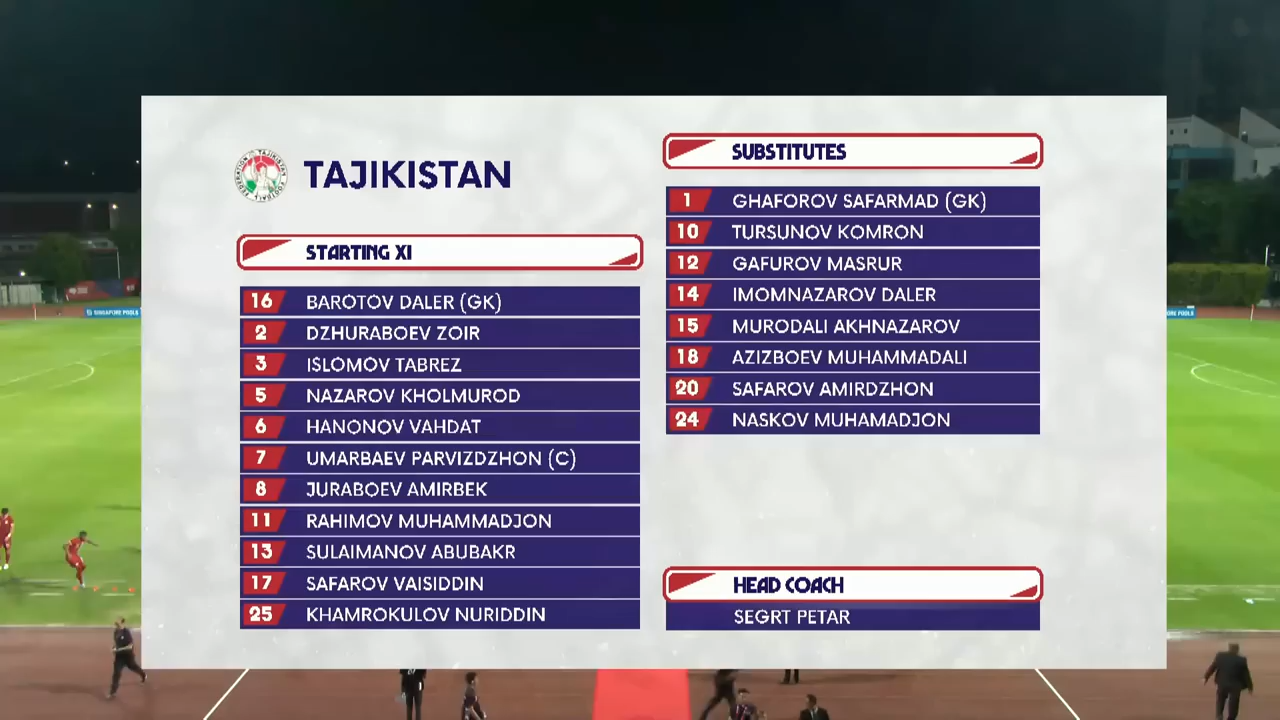 TAJIKISTAN
STARTING XI
16 BAROTOV DALER (GK)
2 DZHURABOEV ZOIR
3 ISLOMOV TABREZ
5 NAZAROV KHOLMUROD
6 HANONOV VAHDAT
7 UMARBAEV PARVIZDZHON (C)
8 JURABOEV AMIRBEK
11 RAHIMOV MUHAMMADJON
13 SULAIMANOV ABUBAKR
17 SAFAROV VAISIDDIN
25 KHAMROKULOV NURIDDIN
SUBSTITUTES
1 GHAFOROV SAFARMAD (GK)
10 TURSUNOV KOMRON
12 GAFUROV MASRUR
14 IMOMNAZAROV DALER
15 MURODALI AKHNAZAROV
18 AZIZBOEV MUHAMMADALI
20 SAFAROV AMIRDZHON
24 NASKOV MUHAMADJON
HEAD COACH
SEGRT PETAR
SINGAPORE POOLS
POOLS